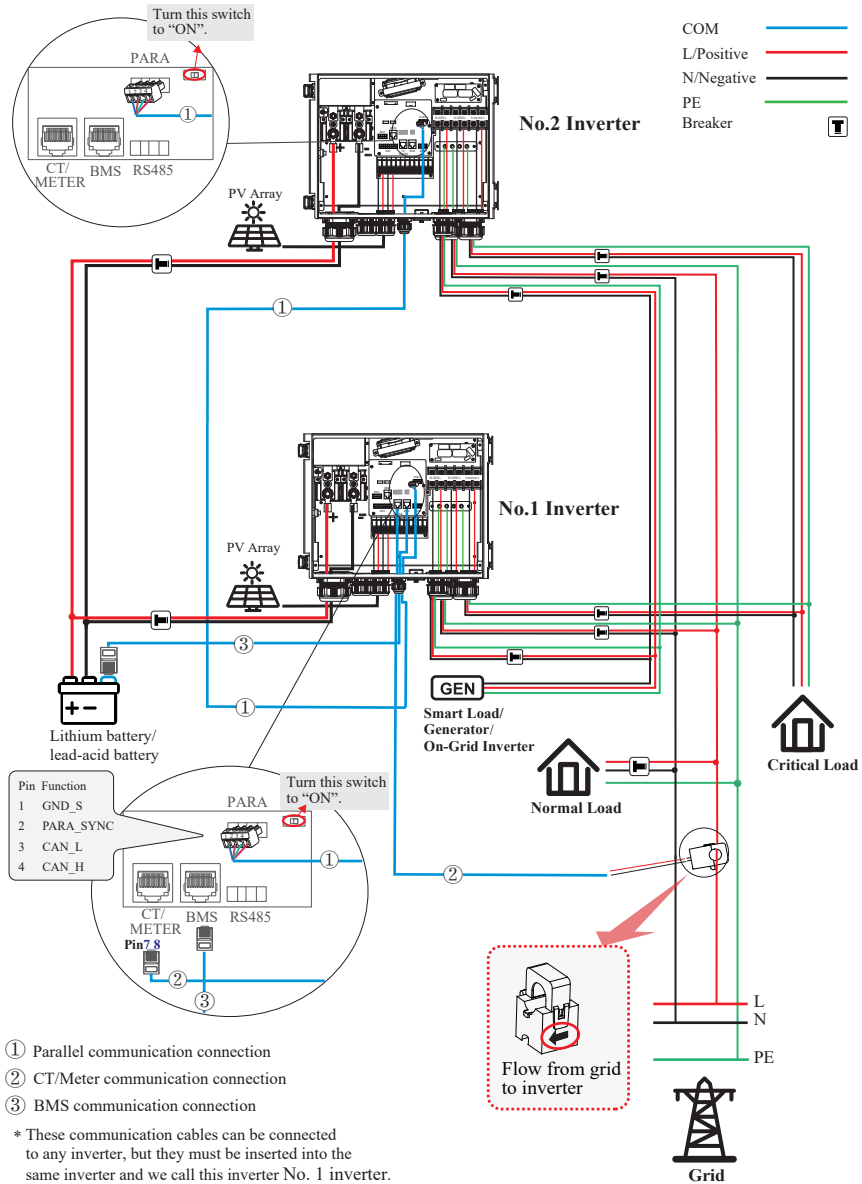 Turn this switch
to “ON”.
PARA
①
CT/
METER
BMS
RS485
COM
L/Positive
N/Negative
PE
Breaker
No.2 Inverter
PV Array
①
No.1 Inverter
PV Array
③
①
+ −
Lithium battery/
lead-acid battery
GEN
Smart Load/
Generator/
On-Grid Inverter
Normal Load
Critical Load
Pin Function
1 GND_S
2 PARA_SYNC
3 CAN_L
4 CAN_H
Turn this switch
to “ON”.
PARA
1 2 3 4
①
②
CT/
METER
BMS
RS485
Pin7 8
②
③
Flow from grid
to inverter
L
N
PE
Grid
① Parallel communication connection
② CT/Meter communication connection
③ BMS communication connection
* These communication cables can be connected
to any inverter, but they must be inserted into the
same inverter and we call this inverter No. 1 inverter.